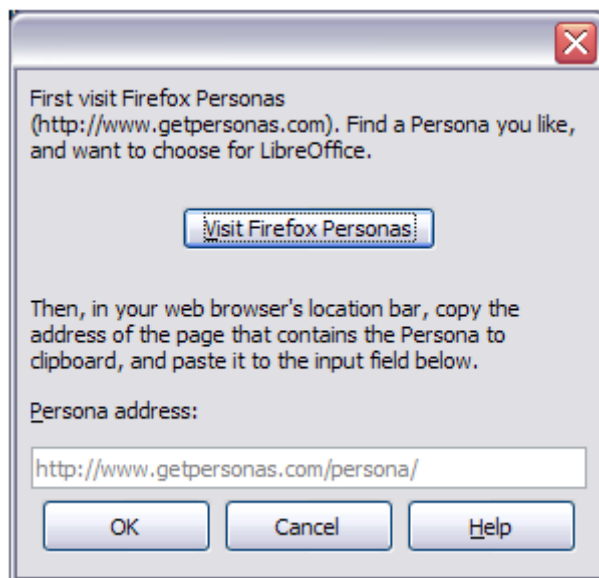 First visit Firefox Personas
(http://www.getpersonas.com). Find a Persona you like,
and want to choose for LibreOffice.
Visit Firefox Personas
Then, in your web browser's location bar, copy the
address of the page that contains the Persona to
clipboard, and paste it to the input field below.
Persona address:
http://www.getpersonas.com/persona/
OK Cancel Help